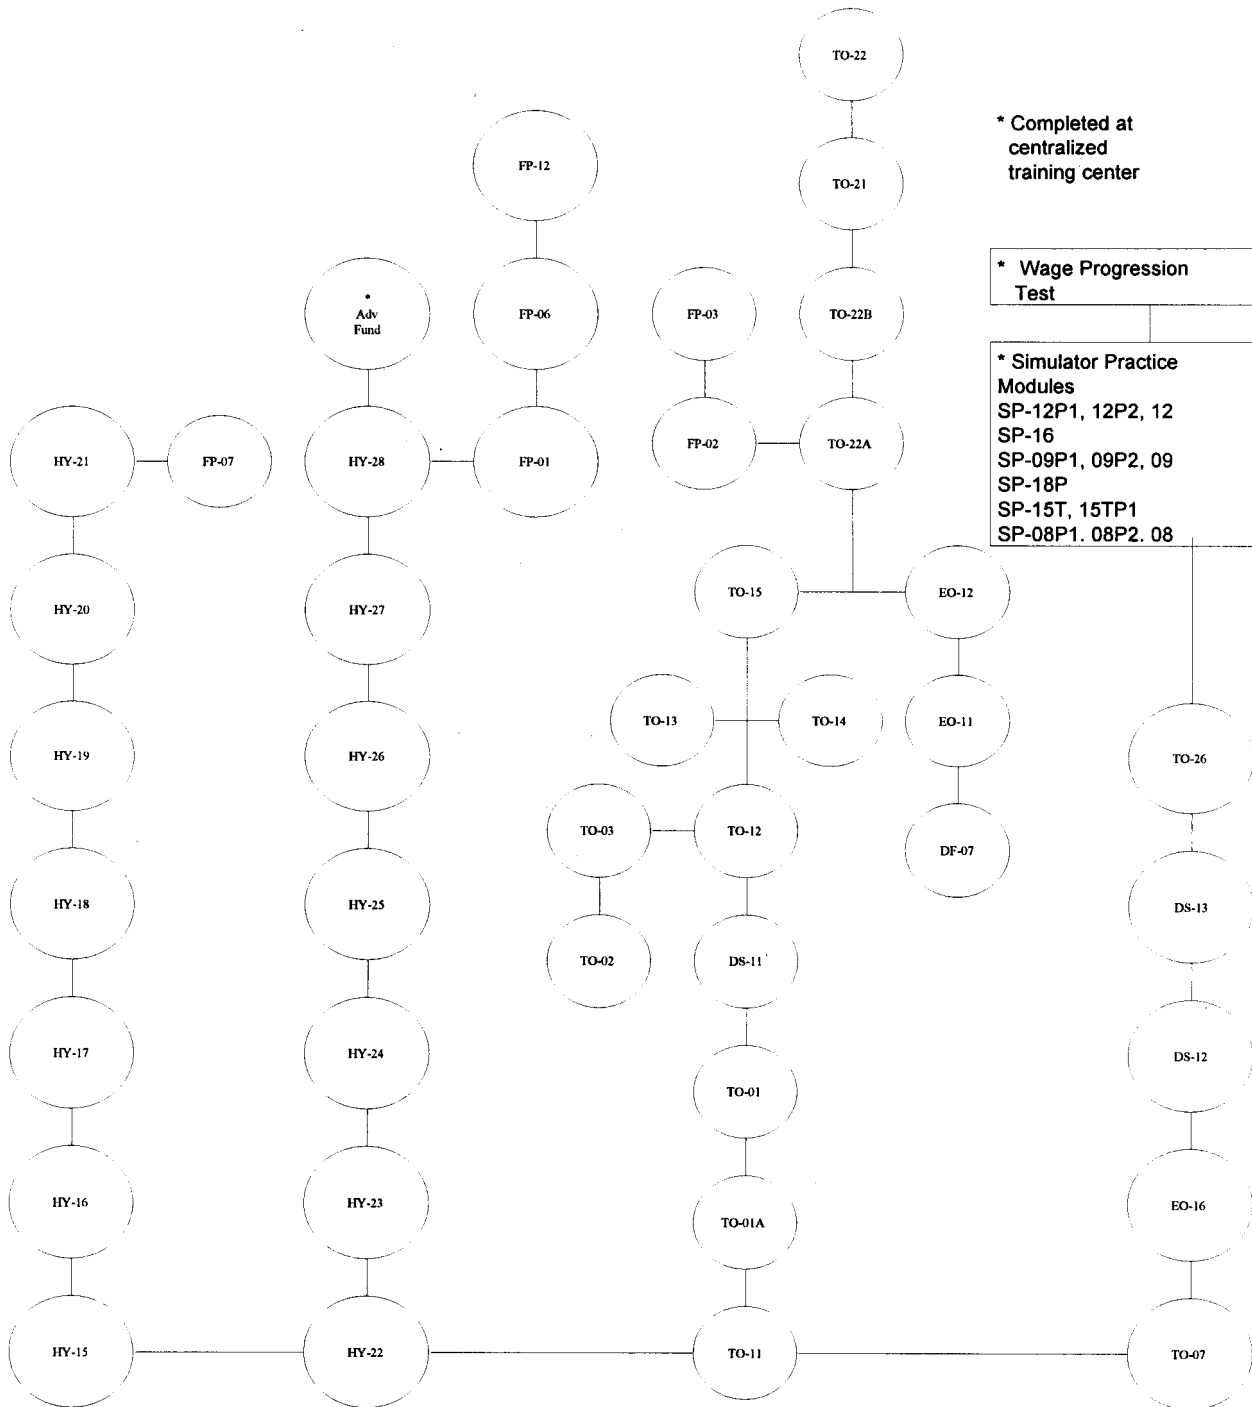 TO-22
* Completed at
centralized
training center
FP-12
TO-21
* Wage Progression
Test
*
Adv
Fund
FP-06
FP-03
TO-22B
* Simulator Practice
Modules
SP-12P1, 12P2, 12
SP-16
SP-09P1, 09P2, 09
SP-18P
SP-15T, 15TP1
SP-08P1. 08P2. 08
HY-21
FP-07
HY-28
FP-01
FP-02
TO-22A
HY-20
HY-27
TO-15
EO-12
TO-13
TO-14
EO-11
HY-19
HY-26
TO-26
TO-03
TO-12
DF-07
HY-18
HY-25
DS-13
TO-02
DS-11
HY-17
HY-24
DS-12
TO-01
HY-16
HY-23
TO-01A
EO-16
HY-15
HY-22
TO-11
TO-07